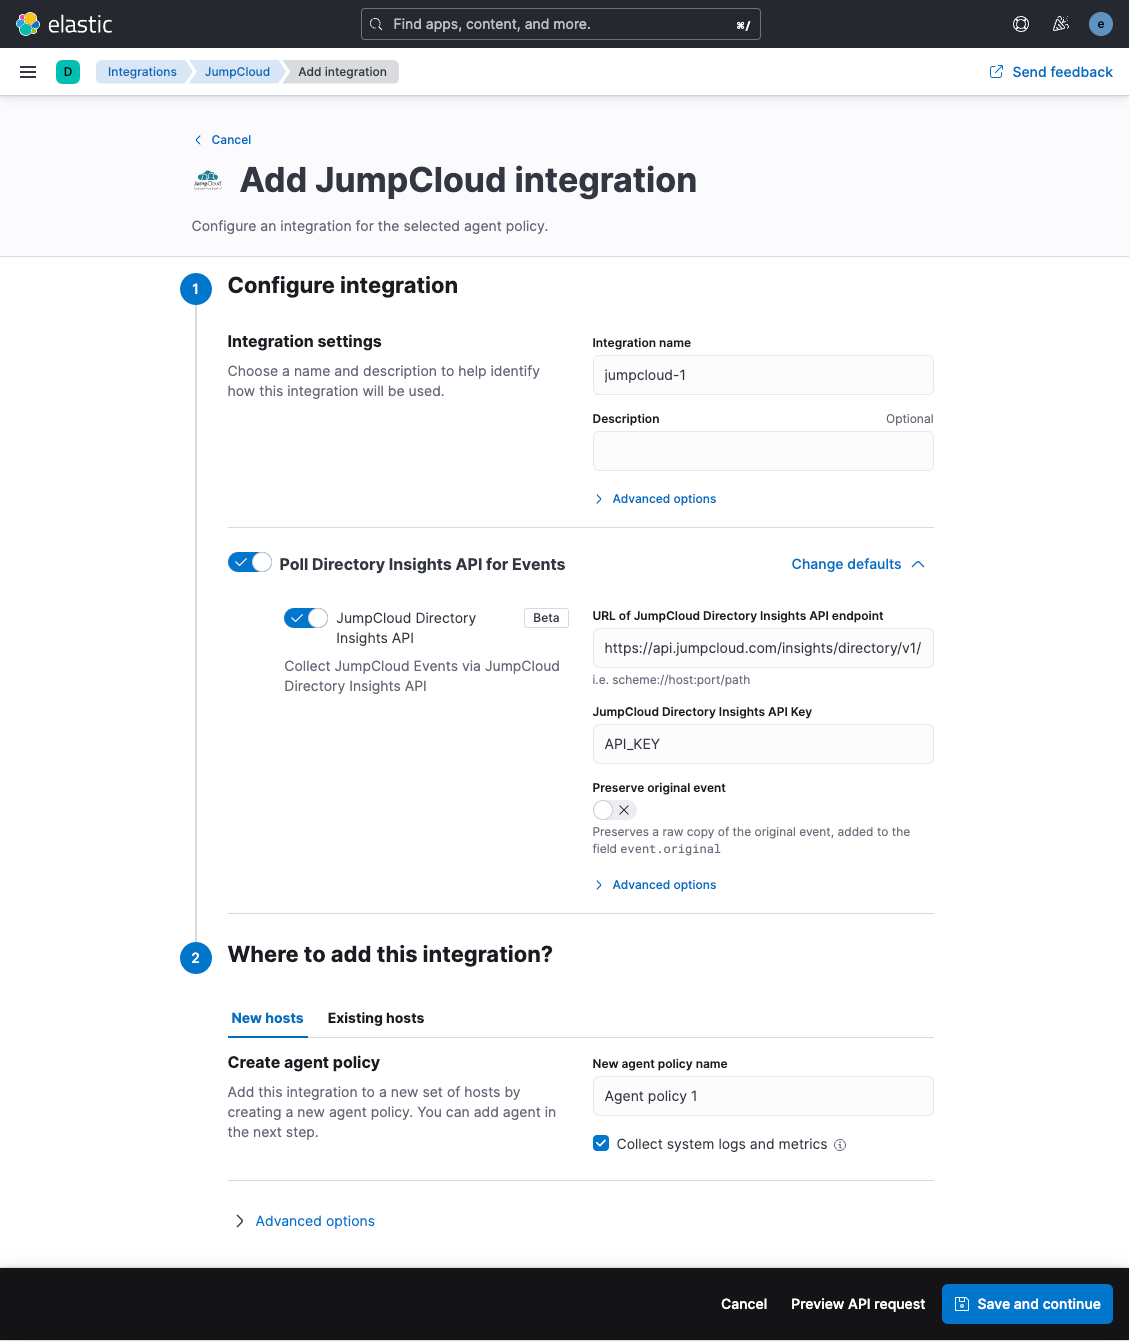 elastic
Find apps, content, and more.
⌘/
e
D
Integrations
JumpCloud
Add integration
Send feedback
Cancel
Add JumpCloud integration
Configure an integration for the selected agent policy.
1
Configure integration
Integration settings
Choose a name and description to help identify
how this integration will be used.
Integration name
jumpcloud-1
Description
Optional
Advanced options
Poll Directory Insights API for Events
Change defaults
JumpCloud Directory
Insights API
Beta
Collect JumpCloud Events via JumpCloud
Directory Insights API
URL of JumpCloud Directory Insights API endpoint
https://api.jumpcloud.com/insights/directory/v1/
i.e. scheme://host:port/path
JumpCloud Directory Insights API Key
API_KEY
Preserve original event
Preserves a raw copy of the original event, added to the
field event.original
Advanced options
2
Where to add this integration?
New hosts
Existing hosts
Create agent policy
Add this integration to a new set of hosts by
creating a new agent policy. You can add agent in
the next step.
New agent policy name
Agent policy 1
Collect system logs and metrics
Advanced options
Cancel
Preview API request
Save and continue